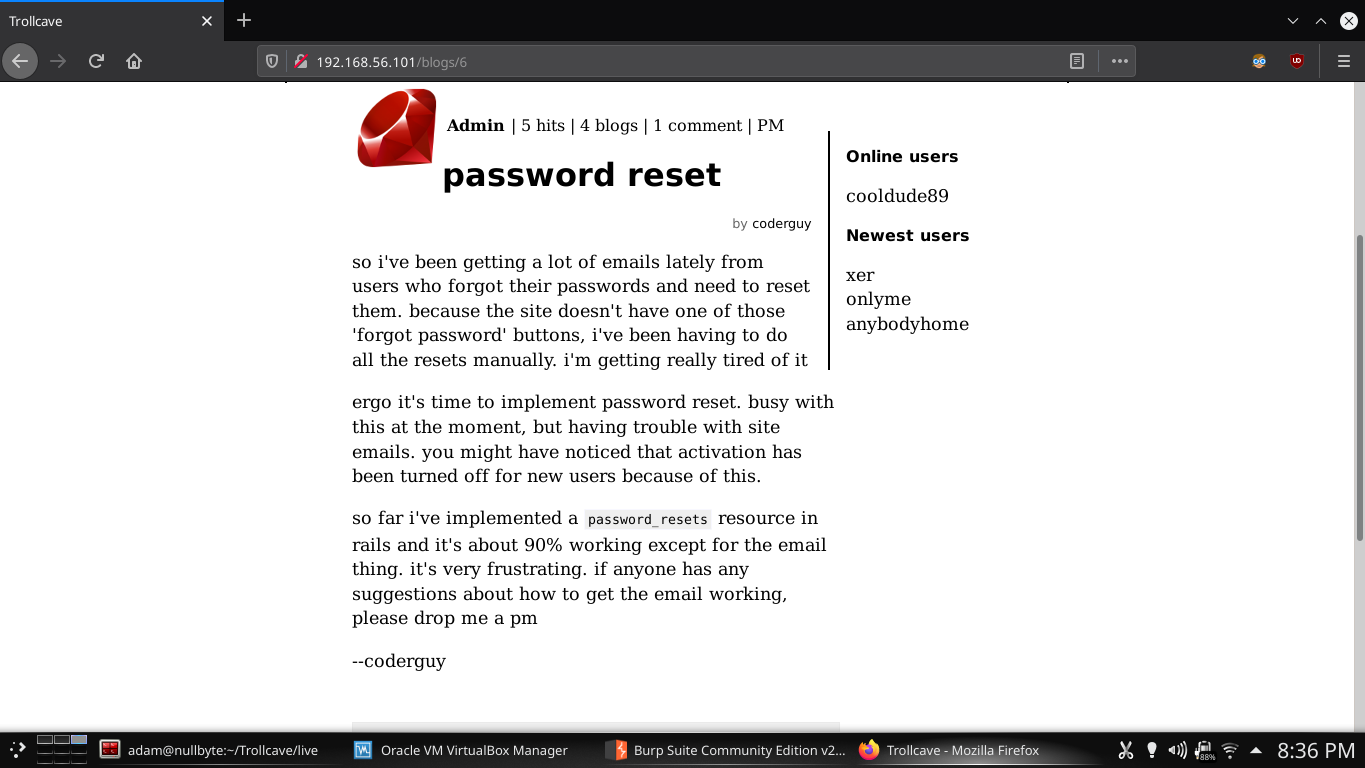 Trollcave
192.168.56.101/blogs/6
Admin | 5 hits | 4 blogs | 1 comment | PM
password reset
by coderguy
so i've been getting a lot of emails lately from
users who forgot their passwords and need to reset
them. because the site doesn't have one of those
'forgot password' buttons, i've been having to do
all the resets manually. i'm getting really tired of it
ergo it's time to implement password reset. busy with
this at the moment, but having trouble with site
emails. you might have noticed that activation has
been turned off for new users because of this.
so far i've implemented a password_resets resource in
rails and it's about 90% working except for the email
thing. it's very frustrating. if anyone has any
suggestions about how to get the email working,
please drop me a pm
--coderguy
Online users
cooldude89
Newest users
xer
onlyme
anybodyhome
adam@nullbyte:~/Trollcave/live
Oracle VM VirtualBox Manager
Burp Suite Community Edition v2...
Trollcave - Mozilla Firefox
88%
8:36 PM